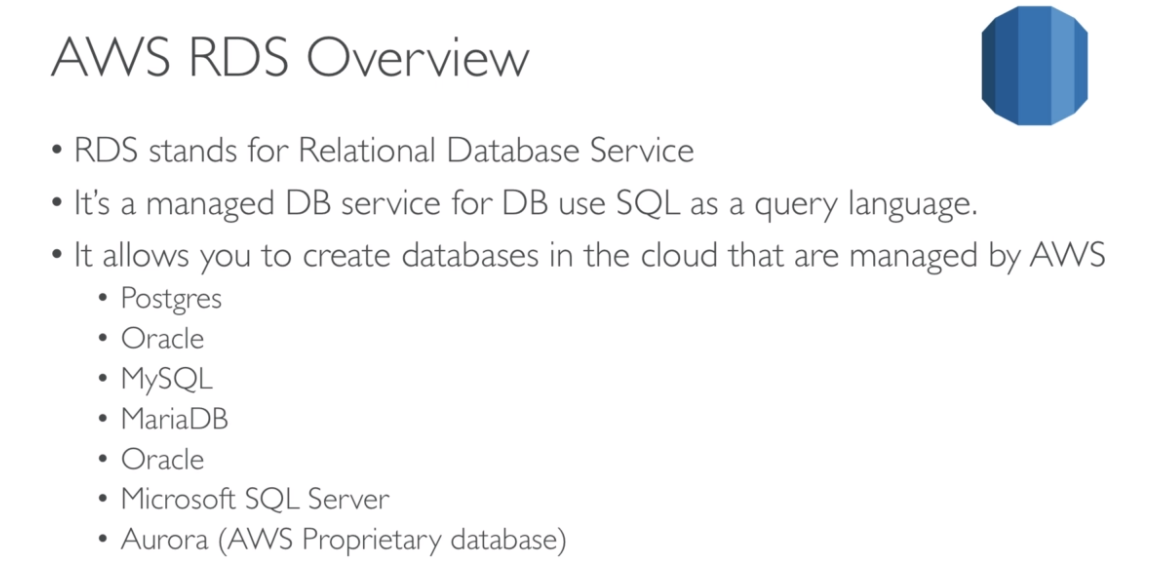 AWS RDS Overview
• RDS stands for Relational Database Service
• It's a managed DB service for DB use SQL as a query language.
• It allows you to create databases in the cloud that are managed by AWS
• Postgres
• Oracle
• MySQL
• MariaDB
• Oracle
• Microsoft SQL Server
• Aurora (AWS Proprietary database)